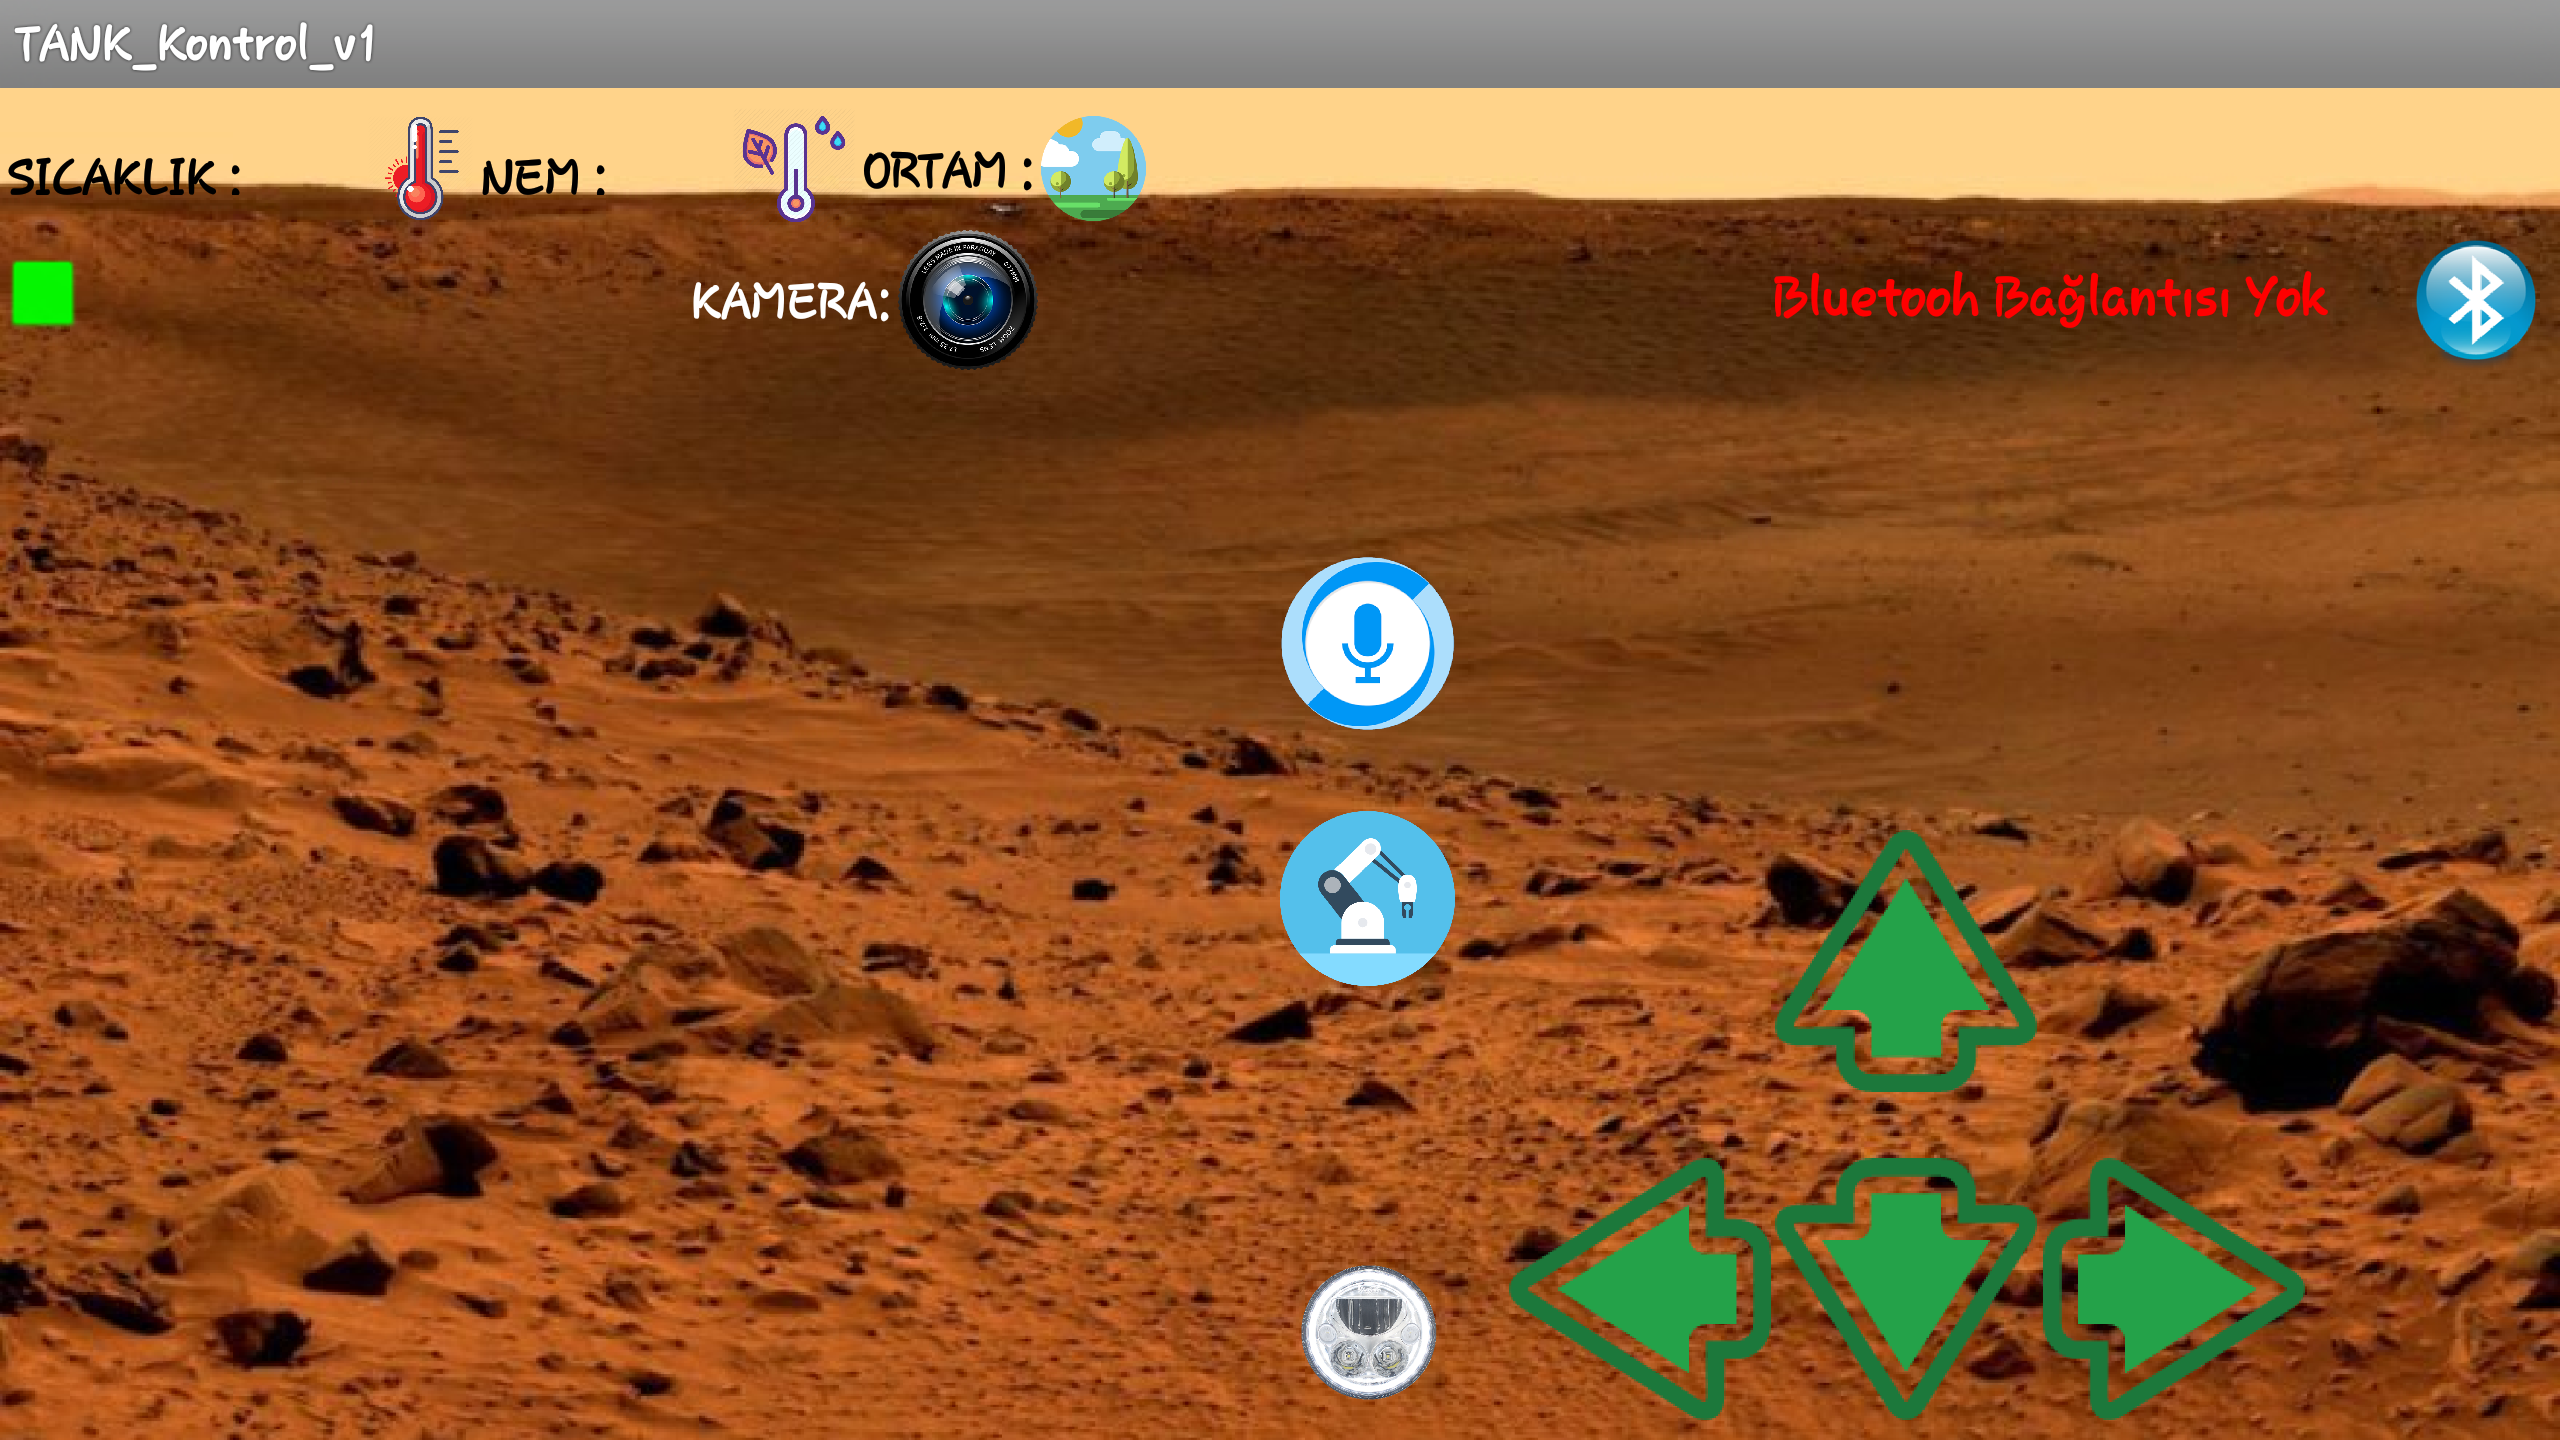 TANK_Kontrol_v1
SICAKLIK :
NEM :
ORTAM :
KAMERA:
Bluetooh Bağlantısı Yok